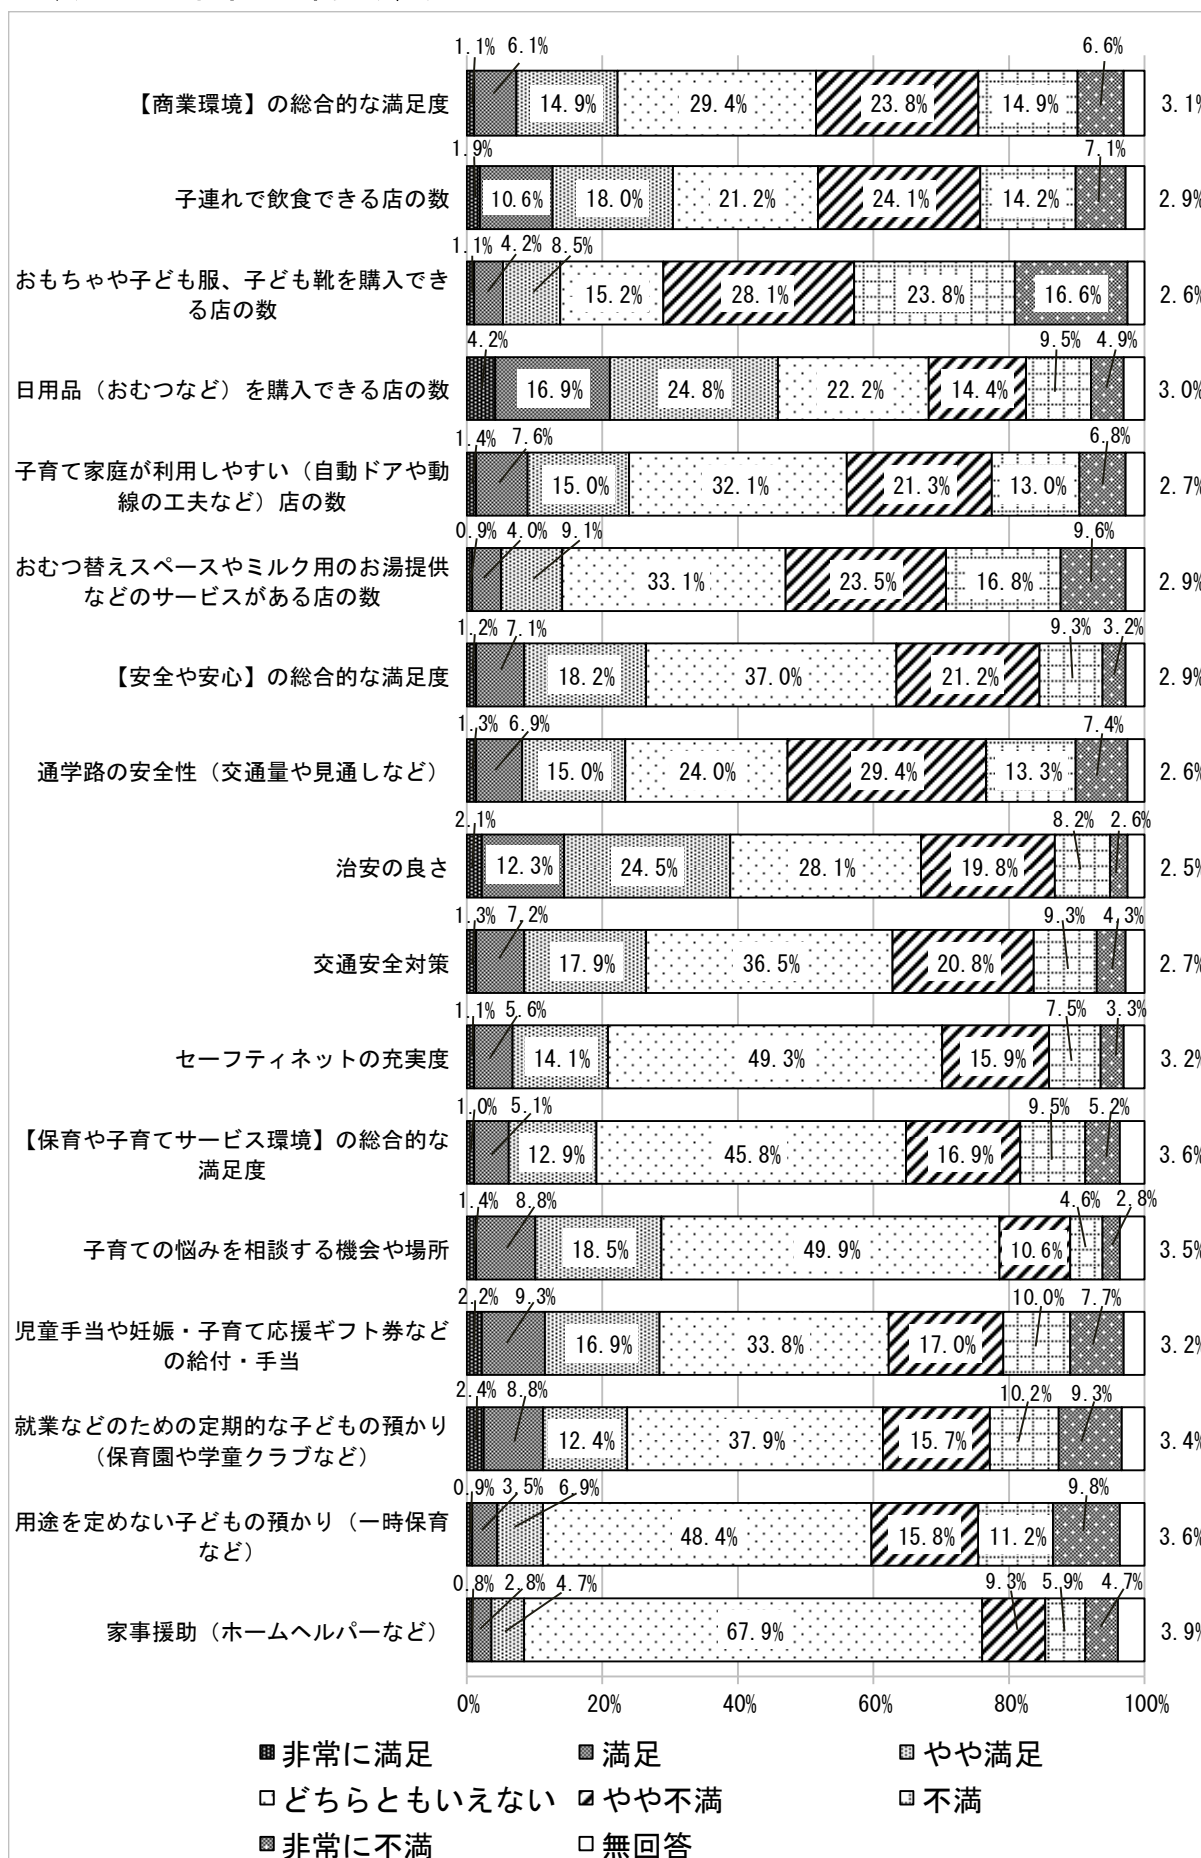 1.1% 6.1% 6.6%
【商業環境】の総合的な満足度 14.9% 29.4% 23.8% 14.9% 3.1%
1.9% 7.1%
子連れで飲食できる店の数 10.6% 18.0% 21.2% 24.1% 14.2% 2.9%
1.1% 4.2% 8.5%
おもちゃや子ども服、子ども靴を購入でき
る店の数 15.2% 28.1% 23.8% 16.6% 2.6%
4.2% 9.5% 4.9%
日用品（おむつなど）を購入できる店の数 16.9% 24.8% 22.2% 14.4% 3.0%
1.4% 7.6% 6.8%
子育て家庭が利用しやすい（自動ドアや動
線の工夫など）店の数 15.0% 32.1% 21.3% 13.0% 2.7%
0.9% 4.0% 9.1% 9.6%
おむつ替えスペースやミルク用のお湯提供
などのサービスがある店の数 33.1% 23.5% 16.8% 2.9%
1.2% 7.1% 9.3% 3.2%
【安全や安心】の総合的な満足度 18.2% 37.0% 21.2% 2.9%
1.3% 6.9% 7.4%
通学路の安全性（交通量や見通しなど） 15.0% 24.0% 29.4% 13.3% 2.6%
2.1% 8.2% 2.6%
治安の良さ 12.3% 24.5% 28.1% 19.8% 2.5%
1.3% 7.2% 9.3% 4.3%
交通安全対策 17.9% 36.5% 20.8% 2.7%
1.1% 5.6% 7.5% 3.3%
セーフティネットの充実度 14.1% 49.3% 15.9% 3.2%
1.0% 5.1% 9.5% 5.2%
【保育や子育てサービス環境】の総合的な
満足度 12.9% 45.8% 16.9% 3.6%
1.4% 8.8% 4.6% 2.8%
子育ての悩みを相談する機会や場所 18.5% 49.9% 10.6% 3.5%
2.2% 9.3% 10.0% 7.7%
児童手当や妊娠・子育て応援ギフト券など
の給付・手当 16.9% 33.8% 17.0% 3.2%
2.4% 8.8% 10.2% 9.3%
就業などのための定期的な子どもの預かり
（保育園や学童クラブなど） 12.4% 37.9% 15.7% 3.4%
0.9% 3.5% 6.9% 9.8%
用途を定めない子どもの預かり（一時保育
など） 48.4% 15.8% 11.2% 3.6%
0.8% 2.8% 4.7% 9.3% 5.9% 4.7%
家事援助（ホームヘルパーなど） 67.9% 3.9%
0% 20% 40% 60% 80% 100%
非常に満足 満足 やや満足
どちらともいえない やや不満 不満
非常に不満 無回答